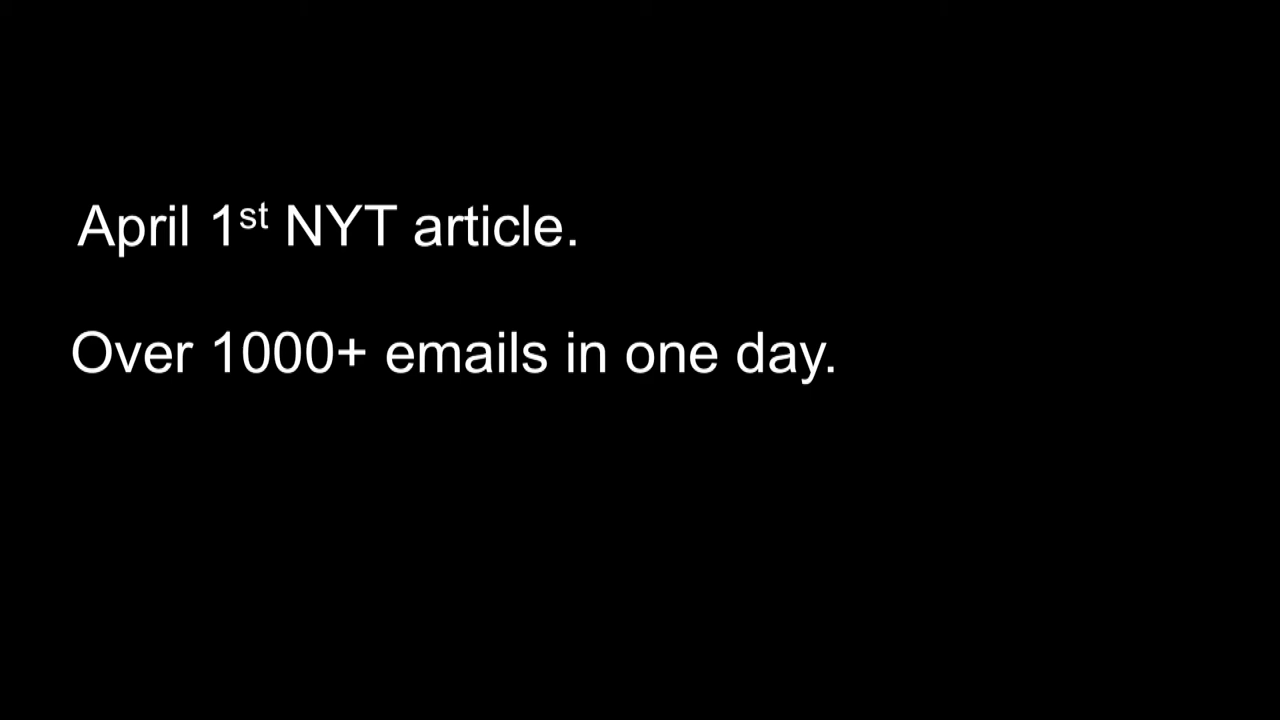 April 1st NYT article.
Over 1000+ emails in one day.